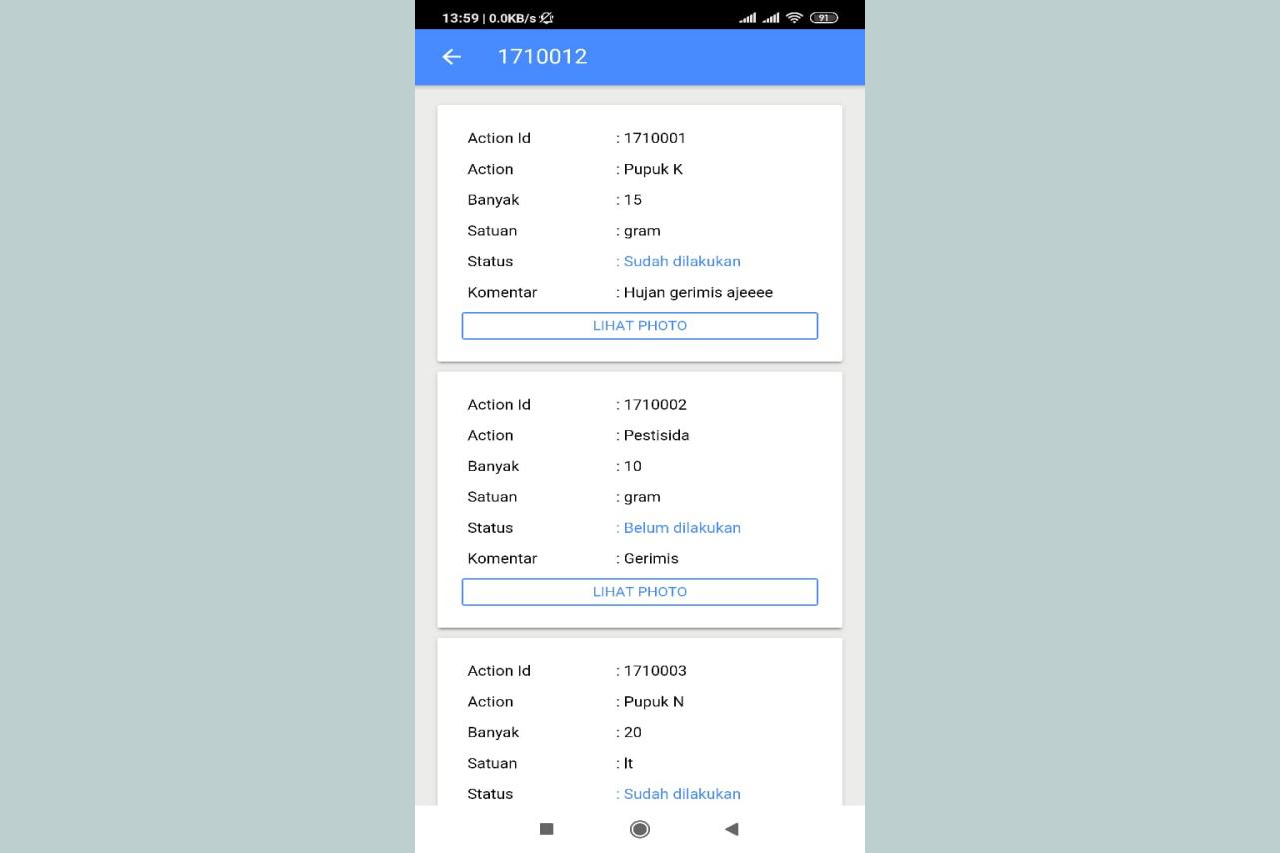 13:59 | 0.0KB/s 91
1710012
Action Id : 1710001
Action : Pupuk K
Banyak : 15
Satuan : gram
Status : Sudah dilakukan
Komentar : Hujan gerimis ajeeee
LIHAT PHOTO
Action Id : 1710002
Action : Pestisida
Banyak : 10
Satuan : gram
Status : Belum dilakukan
Komentar : Gerimis
LIHAT PHOTO
Action Id : 1710003
Action : Pupuk N
Banyak : 20
Satuan : lt
Status : Sudah dilakukan